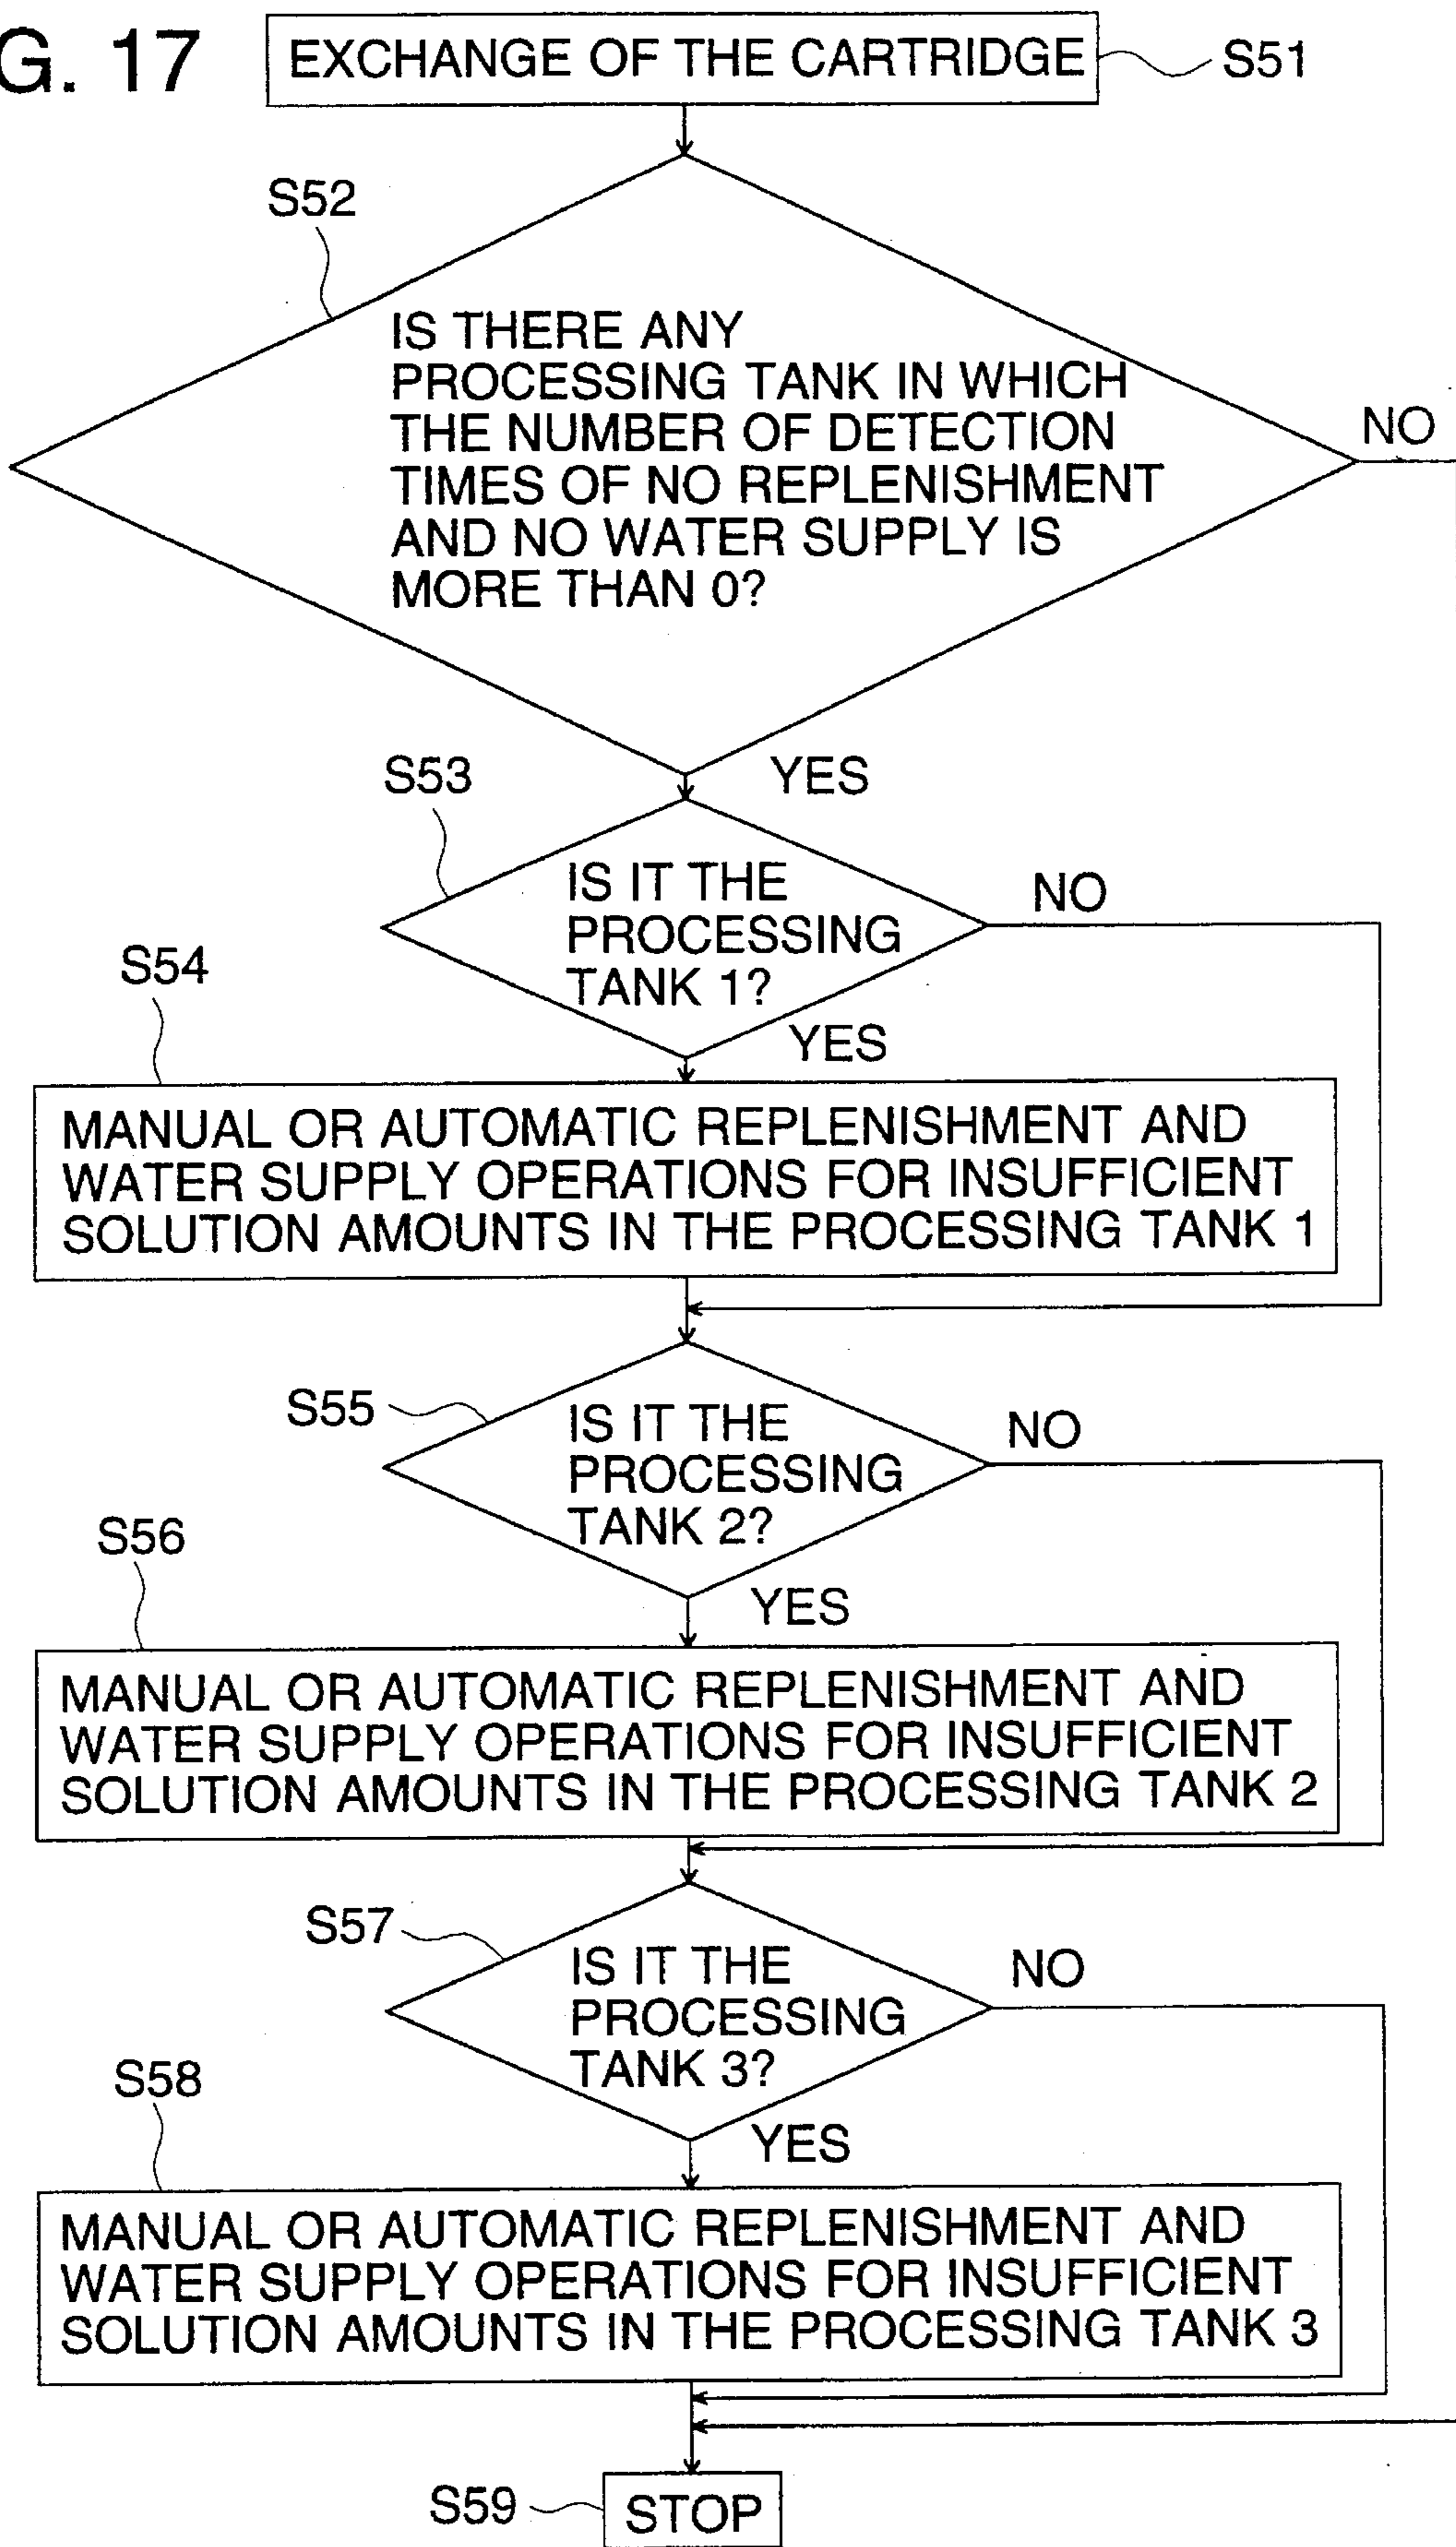 G. 17
EXCHANGE OF THE CARTRIDGE
S51
S52
IS THERE ANY
PROCESSING TANK IN WHICH
THE NUMBER OF DETECTION
TIMES OF NO REPLENISHMENT
AND NO WATER SUPPLY IS
MORE THAN 0?
NO
YES
S53
IS IT THE
PROCESSING
TANK 1?
NO
YES
S54
MANUAL OR AUTOMATIC REPLENISHMENT AND
WATER SUPPLY OPERATIONS FOR INSUFFICIENT
SOLUTION AMOUNTS IN THE PROCESSING TANK 1
S55
IS IT THE
PROCESSING
TANK 2?
NO
YES
S56
MANUAL OR AUTOMATIC REPLENISHMENT AND
WATER SUPPLY OPERATIONS FOR INSUFFICIENT
SOLUTION AMOUNTS IN THE PROCESSING TANK 2
S57
IS IT THE
PROCESSING
TANK 3?
NO
YES
S58
MANUAL OR AUTOMATIC REPLENISHMENT AND
WATER SUPPLY OPERATIONS FOR INSUFFICIENT
SOLUTION AMOUNTS IN THE PROCESSING TANK 3
S59
STOP